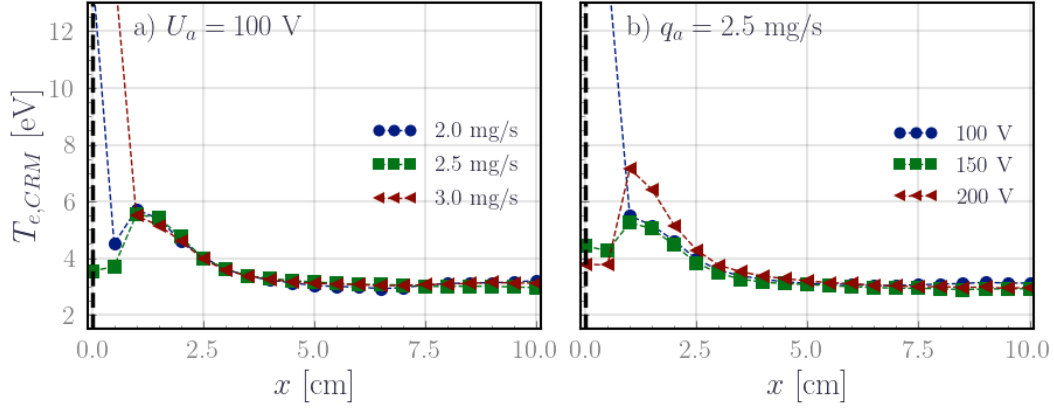 a) U_a = 100 V
b) q_a = 2.5 mg/s
T_{e,CRM} [eV]
12
10
8
6
4
2
2.0 mg/s
2.5 mg/s
3.0 mg/s
100 V
150 V
200 V
0.0 2.5 5.0 7.5 10.0
0.0 2.5 5.0 7.5 10.0
x [cm]
x [cm]